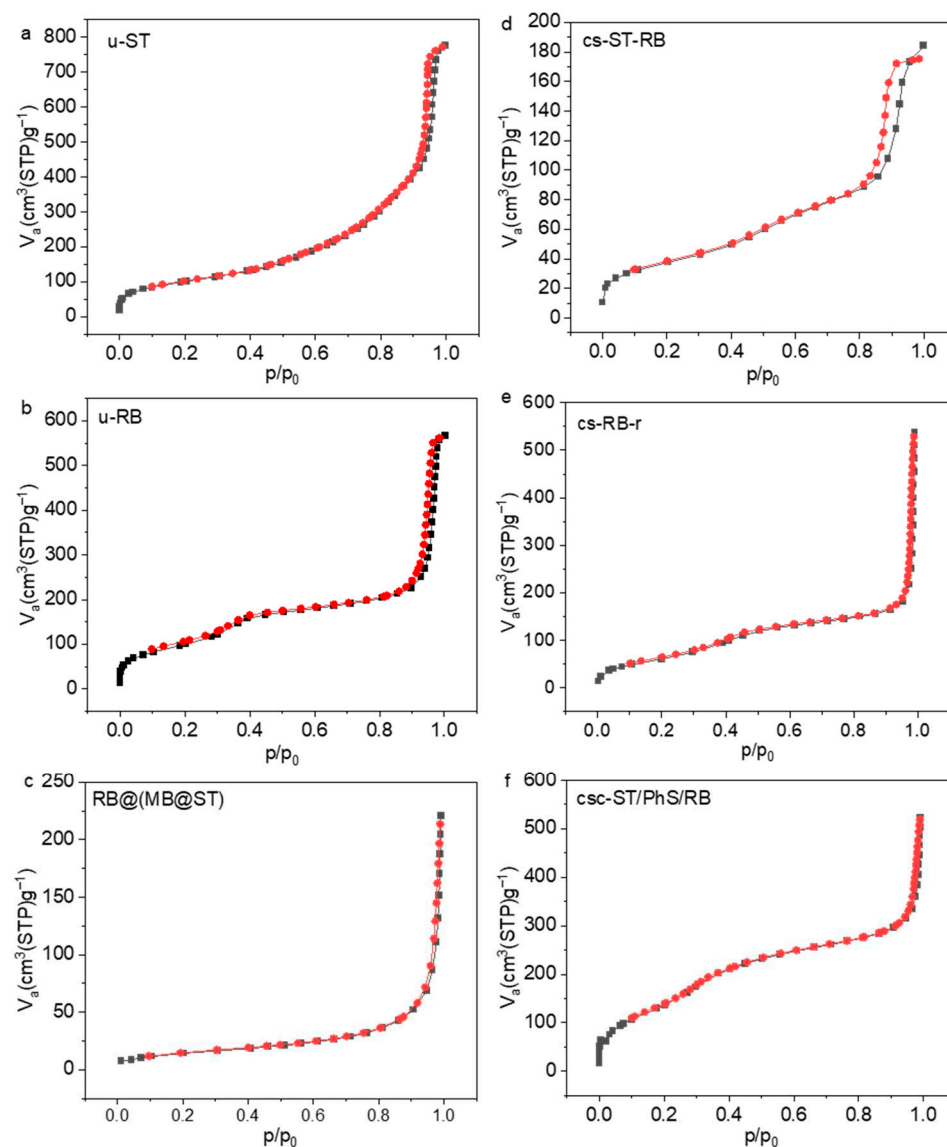 a
u-ST
800
700
600
500
400
300
200
100
0
Vₐ(cm³(STP)g⁻¹
0.0 0.2 0.4 0.6 0.8 1.0
p/p₀
b
u-RB
600
500
400
300
200
100
0
Vₐ(cm³(STP)g⁻¹
0.0 0.2 0.4 0.6 0.8 1.0
p/p₀
c
RB@(MB@ST)
250
200
150
100
50
0
Vₐ(cm³(STP)g⁻¹
0.0 0.2 0.4 0.6 0.8 1.0
p/p₀
d
cs-ST-RB
200
180
160
140
120
100
80
60
40
20
0
Vₐ(cm³(STP)g⁻¹
0.0 0.2 0.4 0.6 0.8 1.0
p/p₀
e
cs-RB-r
600
500
400
300
200
100
0
Vₐ(cm³(STP)g⁻¹
0.0 0.2 0.4 0.6 0.8 1.0
p/p₀
f
csc-ST/PhS/RB
600
500
400
300
200
100
0
Vₐ(cm³(STP)g⁻¹
0.0 0.2 0.4 0.6 0.8 1.0
p/p₀